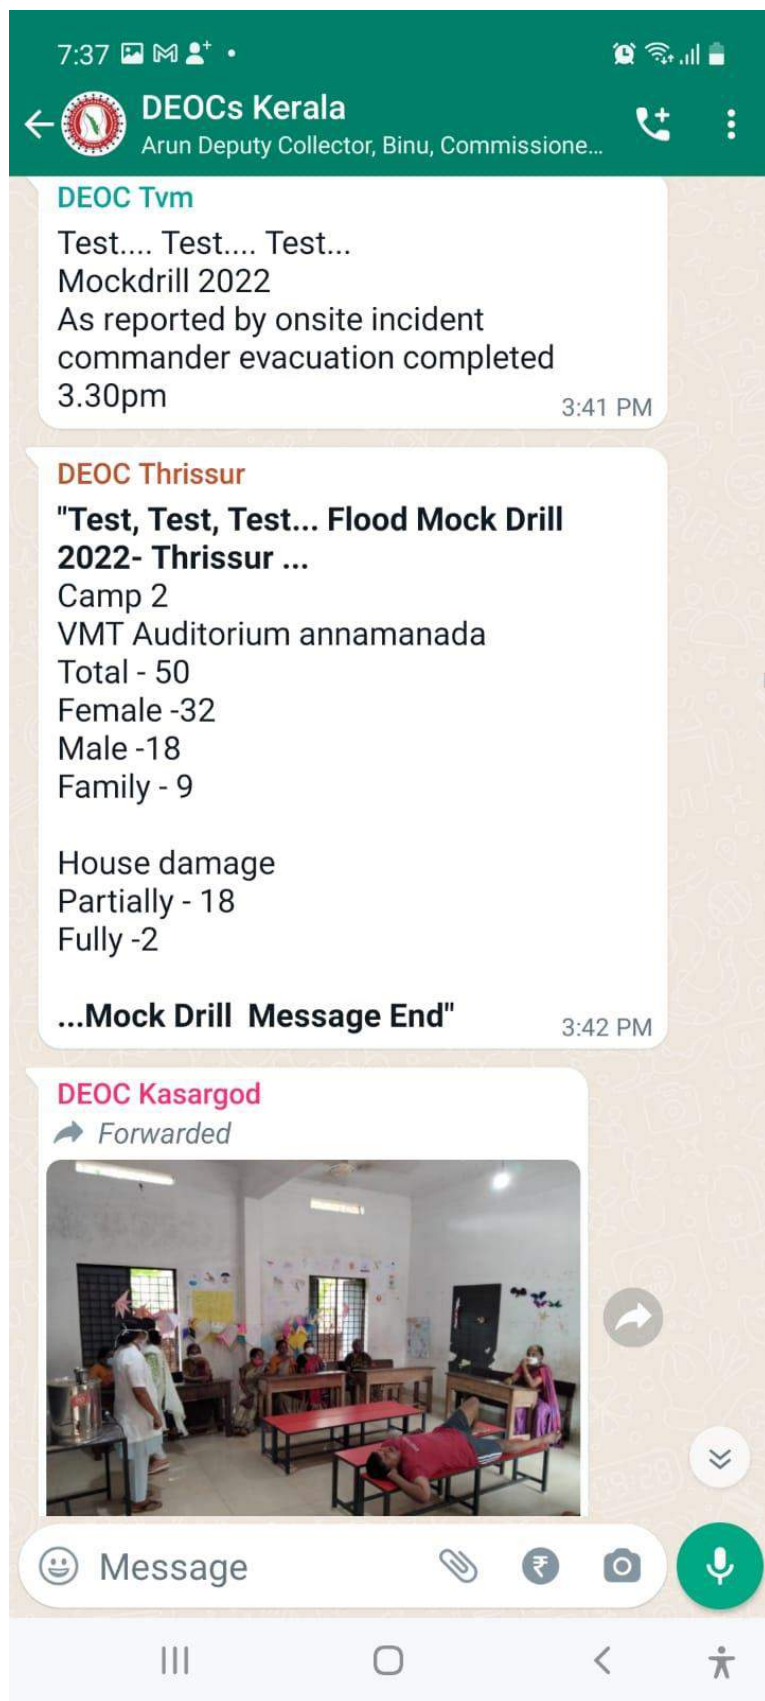 7:37
DEOCs Kerala
Arun Deputy Collector, Binu, Commissione...
DEOC Tvm
Test.... Test.... Test...
Mockdrill 2022
As reported by onsite incident
commander evacuation completed
3.30pm
3:41 PM
DEOC Thrissur
"Test, Test, Test... Flood Mock Drill
2022- Thrissur ...
Camp 2
VMT Auditorium annamanada
Total - 50
Female -32
Male -18
Family - 9
House damage
Partially - 18
Fully -2
...Mock Drill  Message End"
3:42 PM
DEOC Kasargod
Forwarded
Message